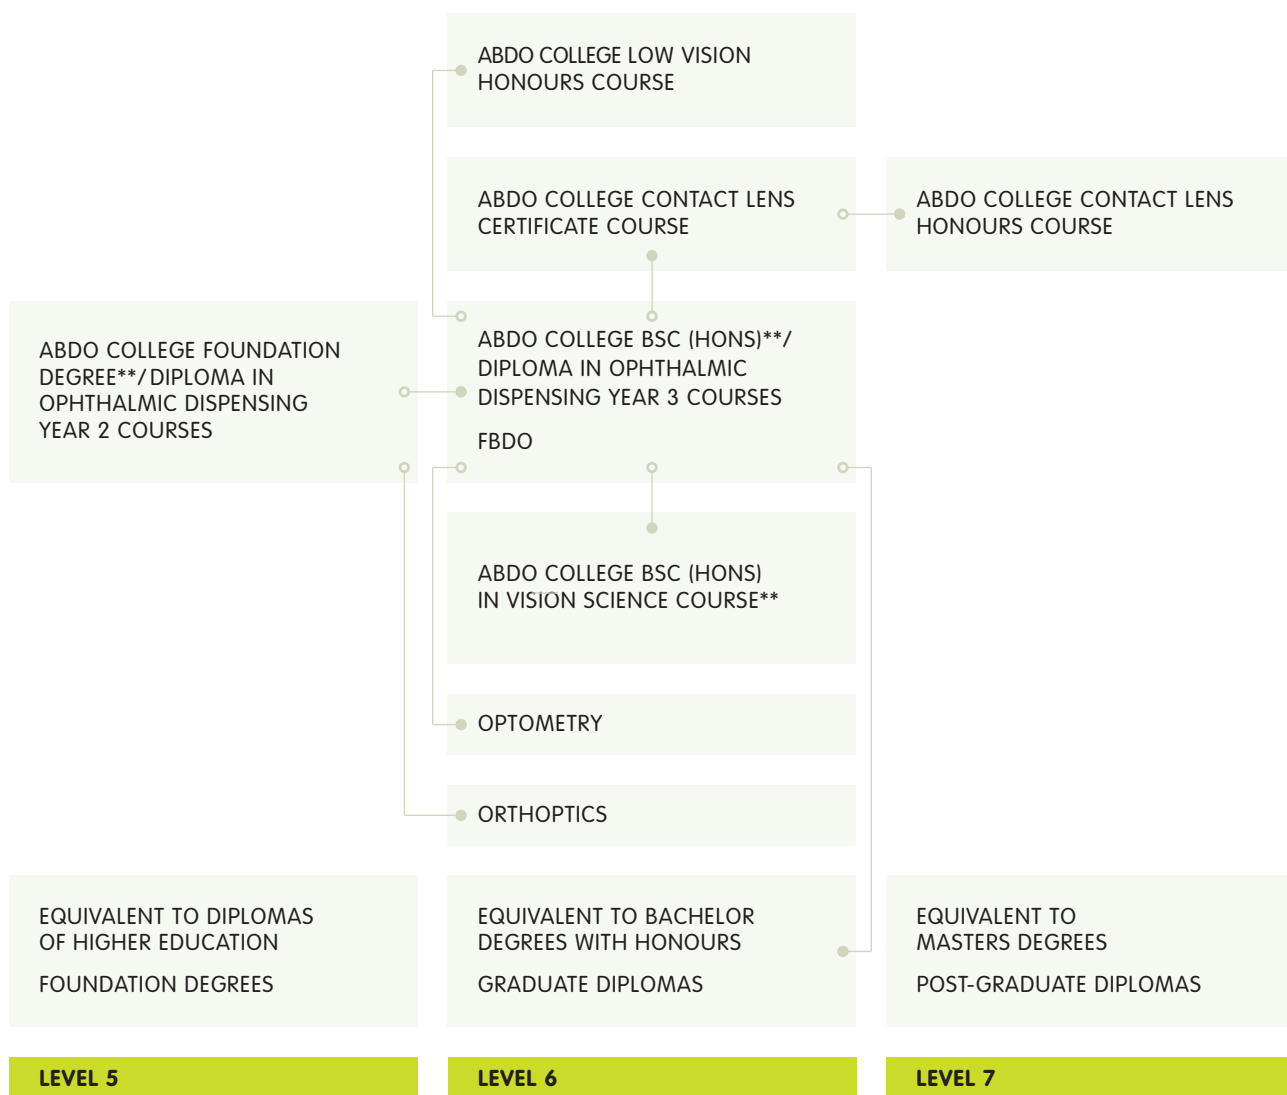 ABDO COLLEGE LOW VISION
HONOURS COURSE
ABDO COLLEGE CONTACT LENS
CERTIFICATE COURSE
ABDO COLLEGE CONTACT LENS
HONOURS COURSE
ABDO COLLEGE FOUNDATION
DEGREE**/DIPLOMA IN
OPHTHALMIC DISPENSING
YEAR 2 COURSES
ABDO COLLEGE BSC (HONS)**/
DIPLOMA IN OPHTHALMIC
DISPENSING YEAR 3 COURSES
FBDO
ABDO COLLEGE BSC (HONS)
IN VISION SCIENCE COURSE**
OPTOMETRY
ORTHOPTICS
EQUIVALENT TO DIPLOMAS
OF HIGHER EDUCATION
FOUNDATION DEGREES
EQUIVALENT TO BACHELOR
DEGREES WITH HONOURS
GRADUATE DIPLOMAS
EQUIVALENT TO
MASTERS DEGREES
POST-GRADUATE DIPLOMAS
LEVEL 5
LEVEL 6
LEVEL 7